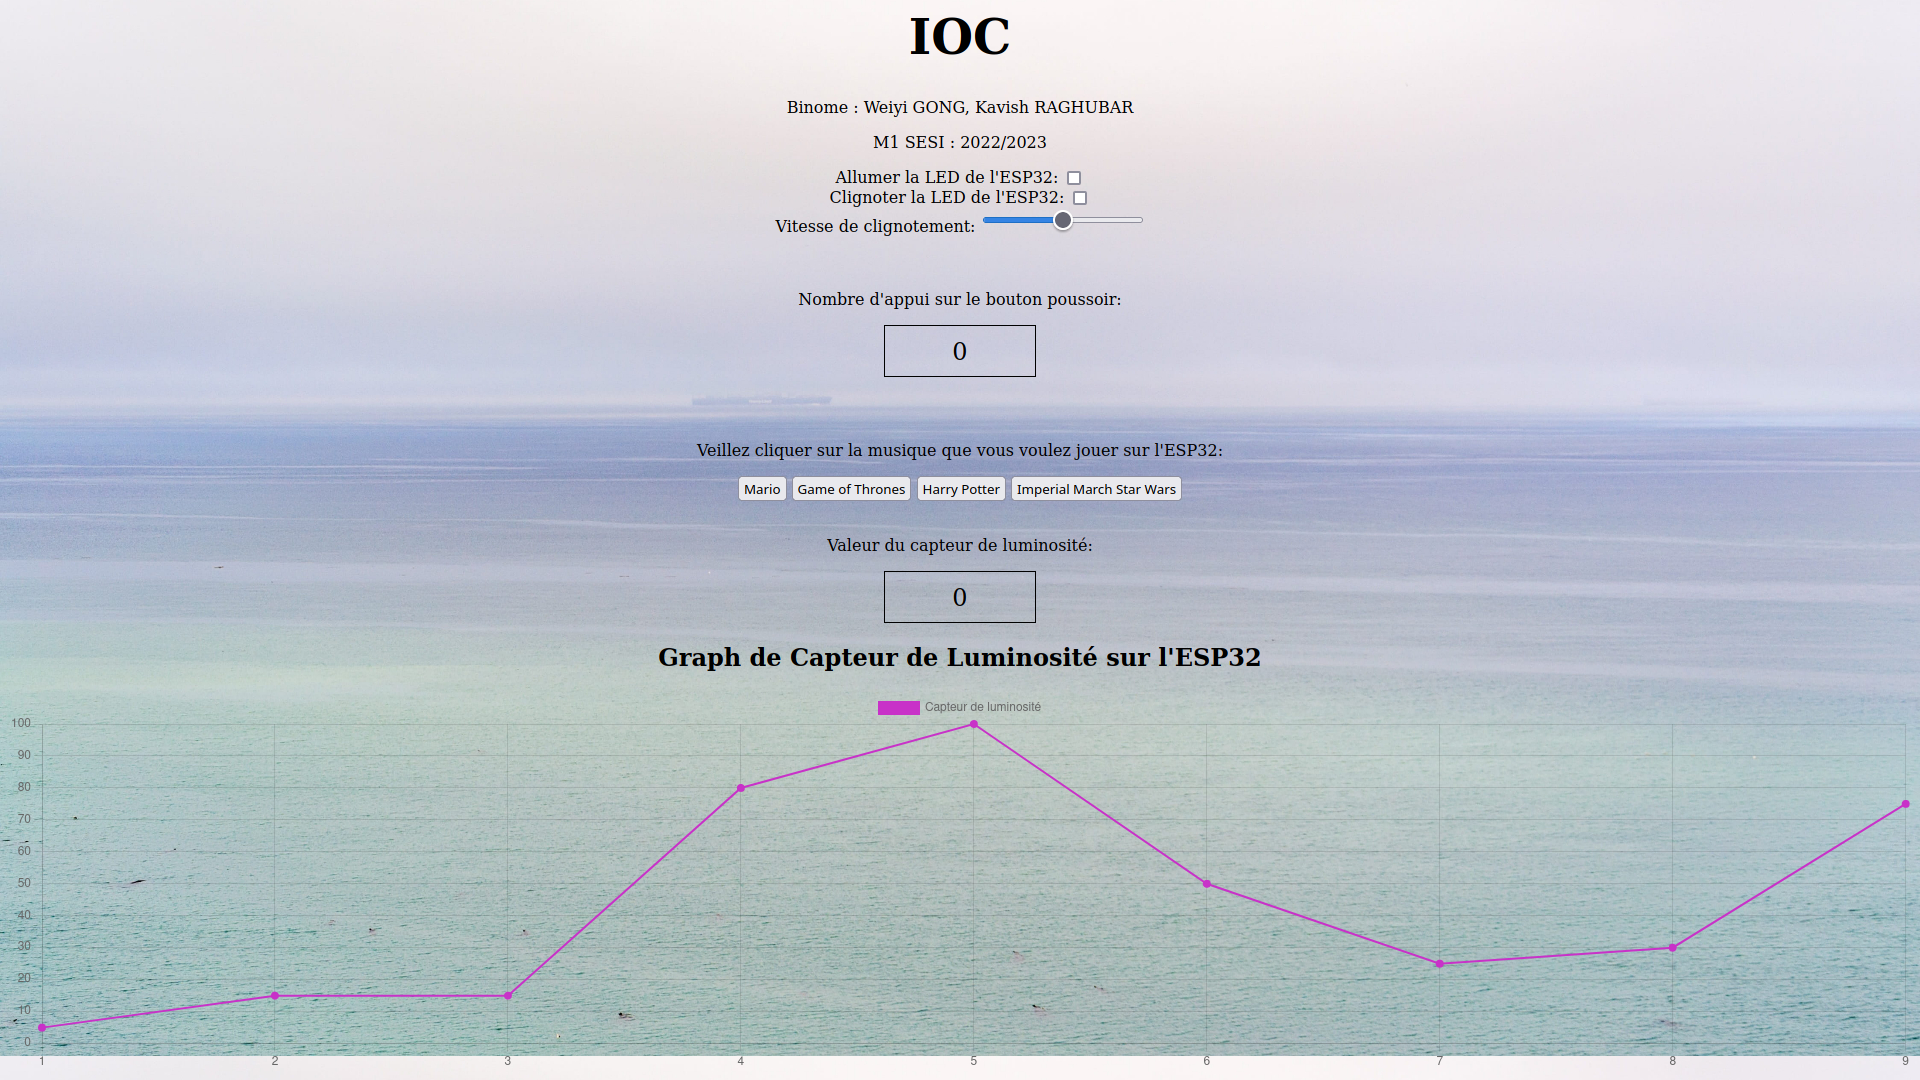 IOC
Binome : Weiyi GONG, Kavish RAGHUBAR
M1 SESI : 2022/2023
Allumer la LED de l'ESP32:
Clignoter la LED de l'ESP32:
Vitesse de clignotement:
Nombre d'appui sur le bouton poussoir:
0
Veillez cliquer sur la musique que vous voulez jouer sur l'ESP32:
Mario Game of Thrones Harry Potter Imperial March Star Wars
Valeur du capteur de luminosité:
0
Graph de Capteur de Luminosité sur l'ESP32
Capteur de luminosité
100
90
80
70
60
50
40
30
20
10
0
1 2 3 4 5 6 7 8 9